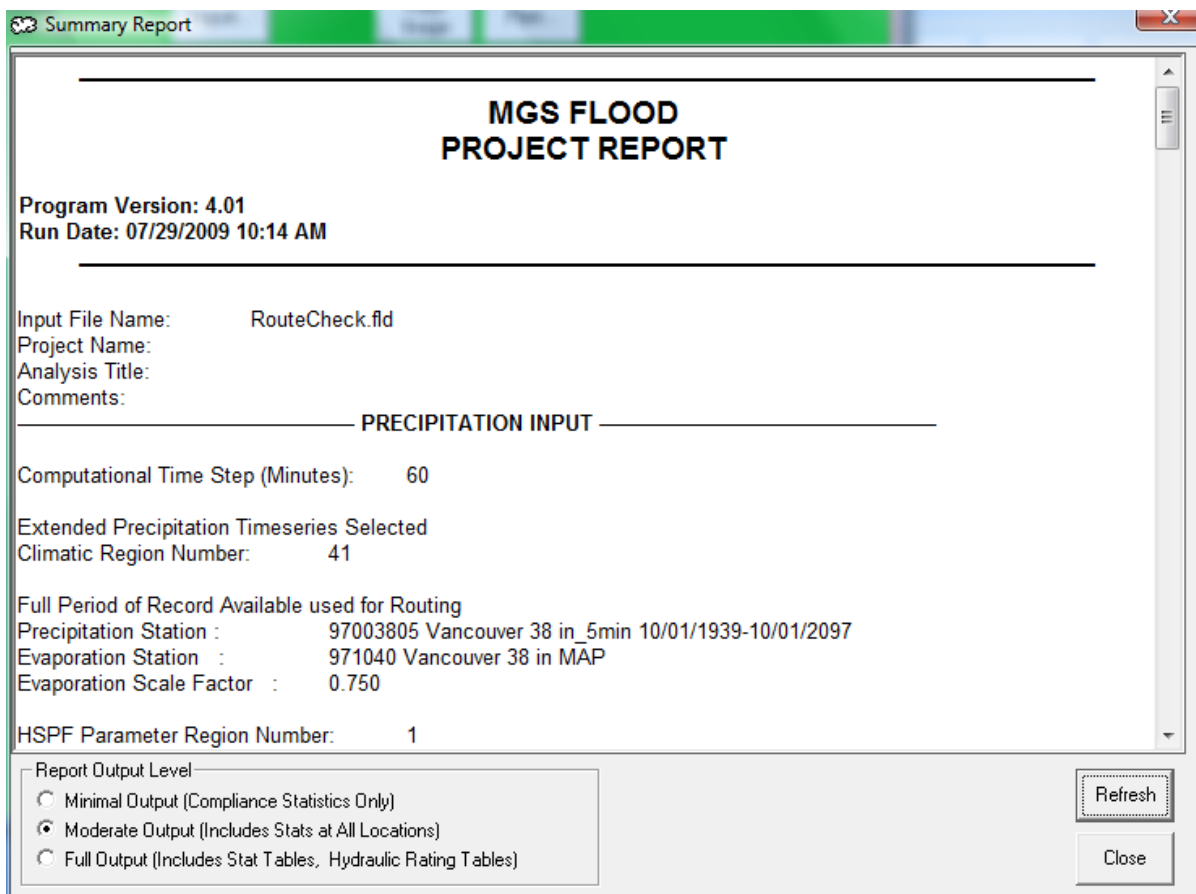 Summary Report
MGS FLOOD
PROJECT REPORT
Program Version: 4.01
Run Date: 07/29/2009 10:14 AM
Input File Name: RouteCheck.fld
Project Name:
Analysis Title:
Comments:
PRECIPITATION INPUT
Computational Time Step (Minutes): 60
Extended Precipitation Timeseries Selected
Climatic Region Number: 41
Full Period of Record Available used for Routing
Precipitation Station : 97003805 Vancouver 38 in_5min 10/01/1939-10/01/2097
Evaporation Station : 971040 Vancouver 38 in MAP
Evaporation Scale Factor : 0.750
HSPF Parameter Region Number: 1
Report Output Level
Minimal Output (Compliance Statistics Only)
Moderate Output (Includes Stats at All Locations)
Full Output (Includes Stat Tables, Hydraulic Rating Tables)
Refresh
Close